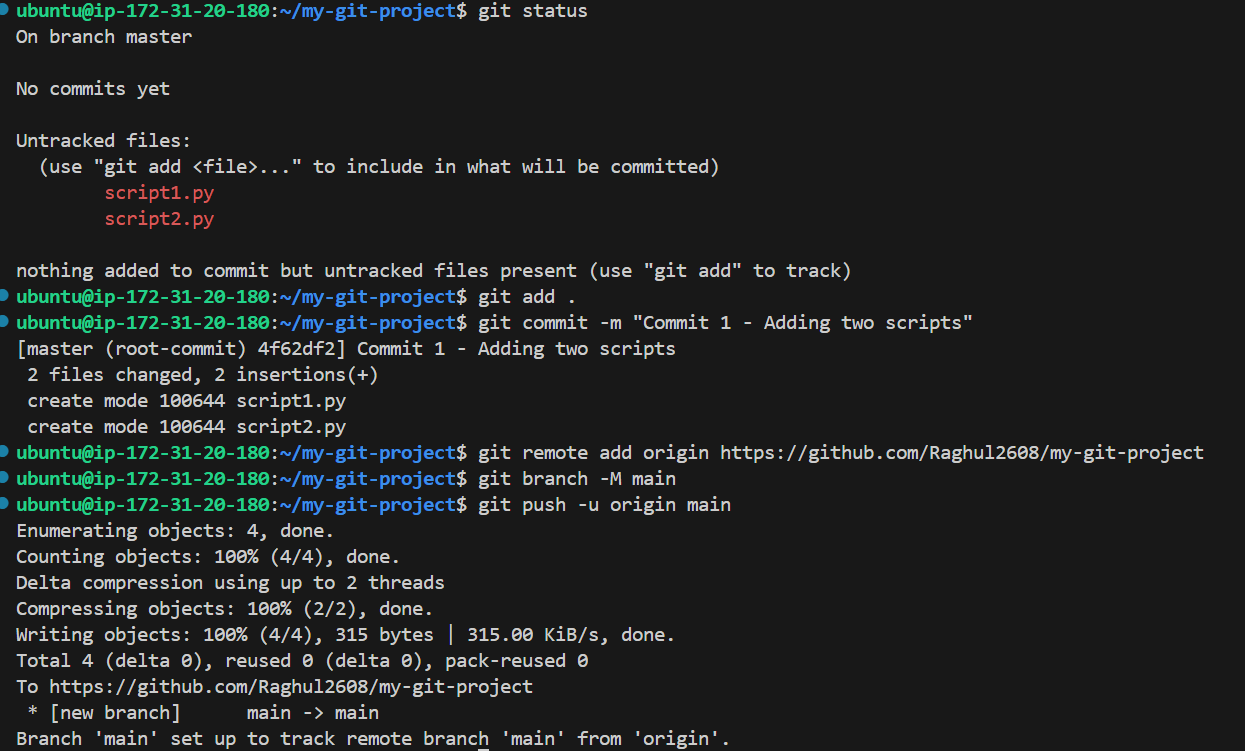 ubuntu@ip-172-31-20-180:~/my-git-project$ git status
On branch master
No commits yet
Untracked files:
  (use "git add <file>..." to include in what will be committed)
        script1.py
        script2.py
nothing added to commit but untracked files present (use "git add" to track)
ubuntu@ip-172-31-20-180:~/my-git-project$ git add .
ubuntu@ip-172-31-20-180:~/my-git-project$ git commit -m "Commit 1 - Adding two scripts"
[master (root-commit) 4f62df2] Commit 1 - Adding two scripts
 2 files changed, 2 insertions(+)
 create mode 100644 script1.py
 create mode 100644 script2.py
ubuntu@ip-172-31-20-180:~/my-git-project$ git remote add origin https://github.com/Raghul2608/my-git-project
ubuntu@ip-172-31-20-180:~/my-git-project$ git branch -M main
ubuntu@ip-172-31-20-180:~/my-git-project$ git push -u origin main
Enumerating objects: 4, done.
Counting objects: 100% (4/4), done.
Delta compression using up to 2 threads
Compressing objects: 100% (2/2), done.
Writing objects: 100% (4/4), 315 bytes | 315.00 KiB/s, done.
Total 4 (delta 0), reused 0 (delta 0), pack-reused 0
To https://github.com/Raghul2608/my-git-project
 * [new branch]      main -> main
Branch 'main' set up to track remote branch 'main' from 'origin'.